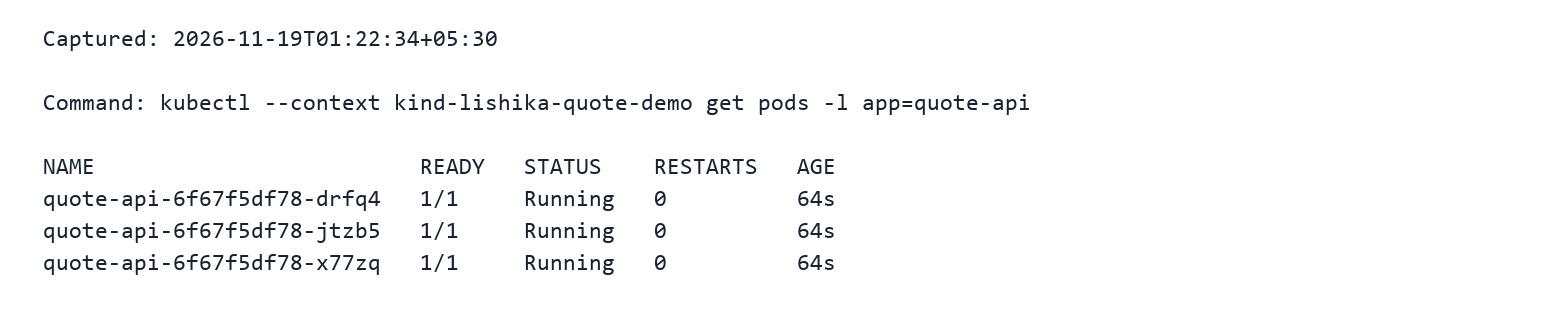 Captured: 2026-11-19T01:22:34+05:30
Command: kubectl --context kind-lishika-quote-demo get pods -l app=quote-api
NAME READY STATUS RESTARTS AGE
quote-api-6f67f5df78-drfq4 1/1 Running 0 64s
quote-api-6f67f5df78-jtzb5 1/1 Running 0 64s
quote-api-6f67f5df78-x77zq 1/1 Running 0 64s